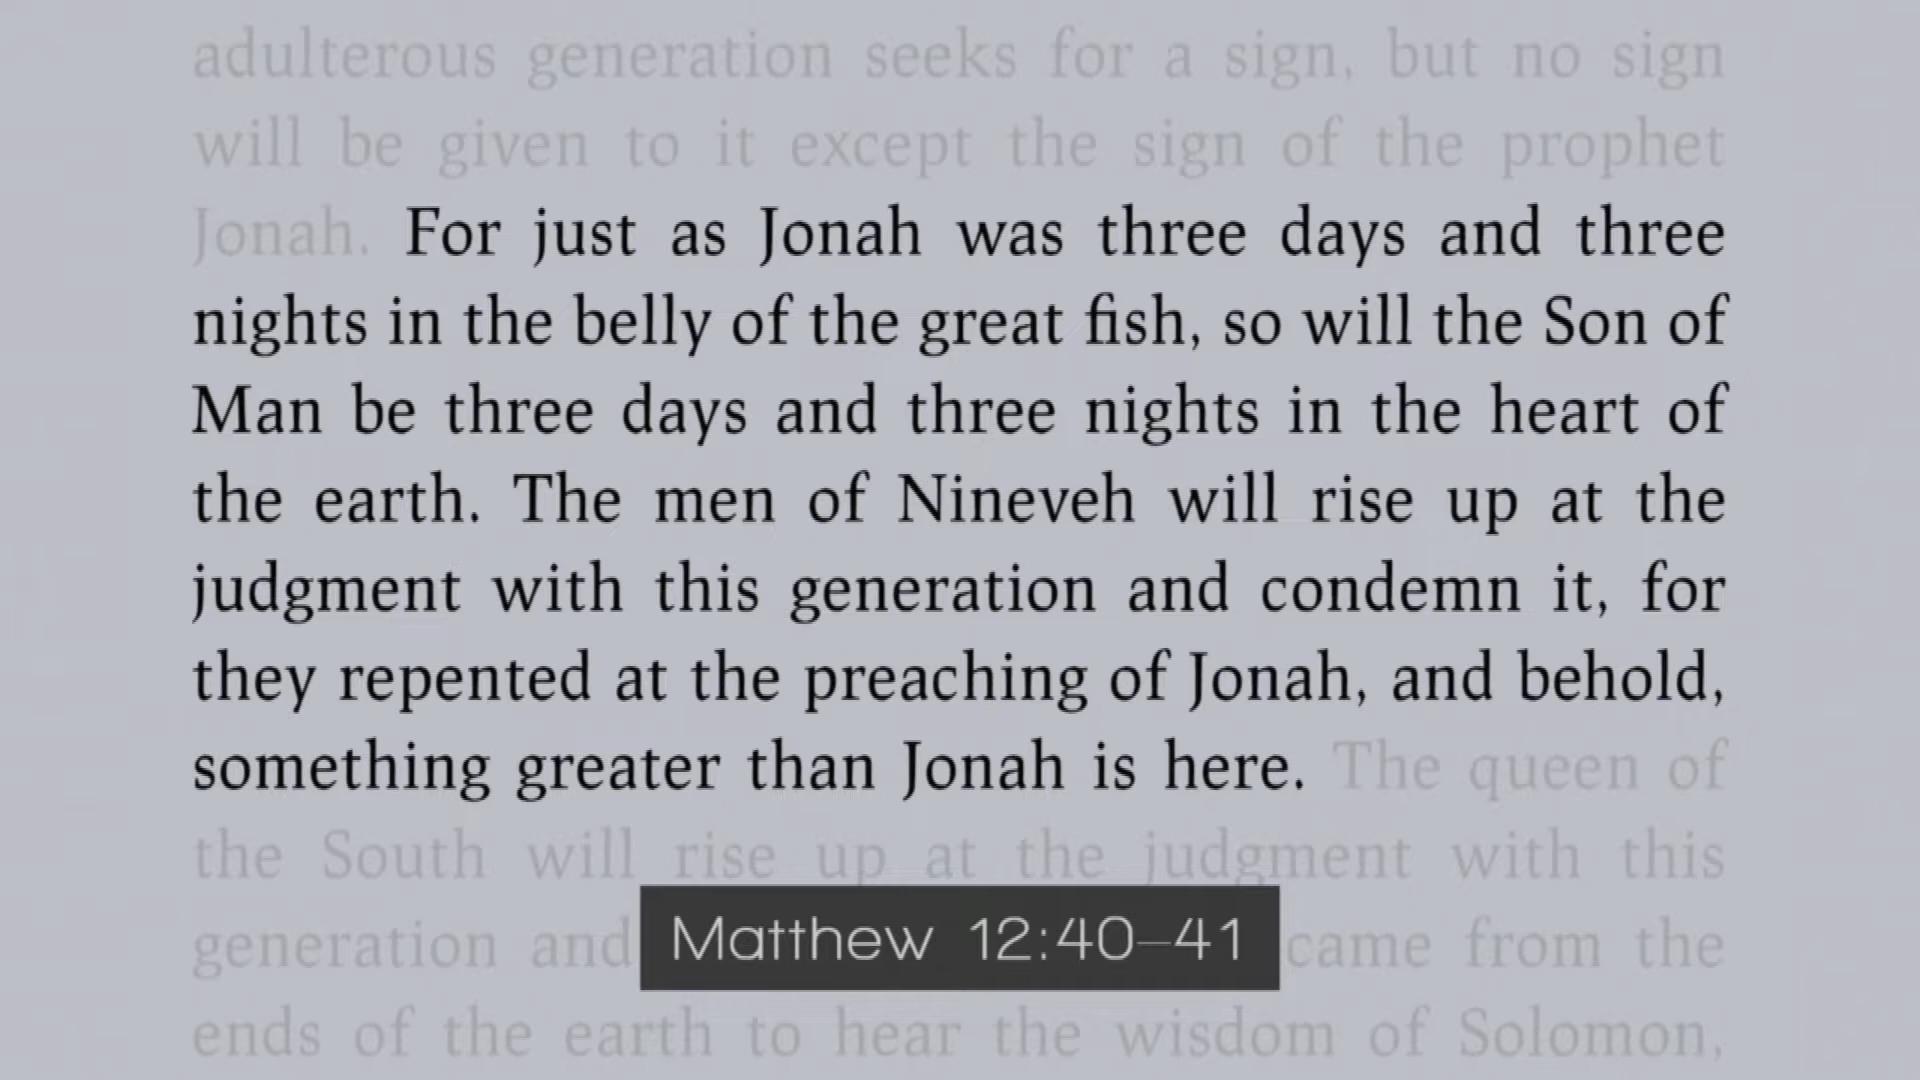 adulterous generation seeks for a sign, but no sign
will be given to it except the sign of the prophet
Jonah. For just as Jonah was three days and three
nights in the belly of the great fish, so will the Son of
Man be three days and three nights in the heart of
the earth. The men of Nineveh will rise up at the
judgment with this generation and condemn it, for
they repented at the preaching of Jonah, and behold,
something greater than Jonah is here. The queen of
the South will rise up at the judgment with this
generation and came from the
Matthew 12:40–41
ends of the earth to hear the wisdom of Solomon,